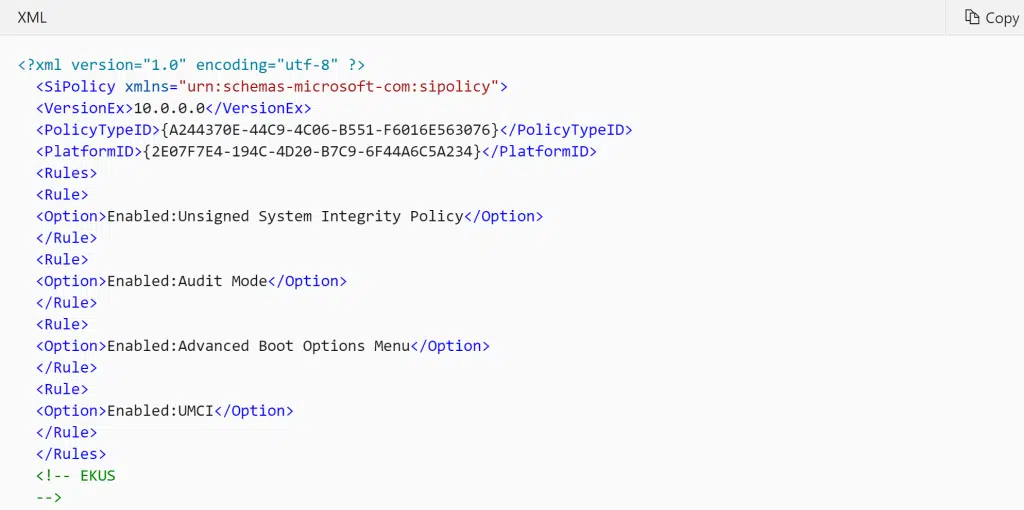 XML
Copy
<?xml version="1.0" encoding="utf-8" ?>
<SiPolicy xmlns="urn:schemas-microsoft-com:sipolicy">
<VersionEx>10.0.0.0</VersionEx>
<PolicyTypeID>{A244370E-44C9-4C06-B551-F6016E563076}</PolicyTypeID>
<PlatformID>{2E07F7E4-194C-4D20-B7C9-6F44A6C5A234}</PlatformID>
<Rules>
<Rule>
<Option>Enabled:Unsigned System Integrity Policy</Option>
</Rule>
<Rule>
<Option>Enabled:Audit Mode</Option>
</Rule>
<Rule>
<Option>Enabled:Advanced Boot Options Menu</Option>
</Rule>
<Rule>
<Option>Enabled:UMCI</Option>
</Rule>
</Rules>
<!-- EKUS
-->